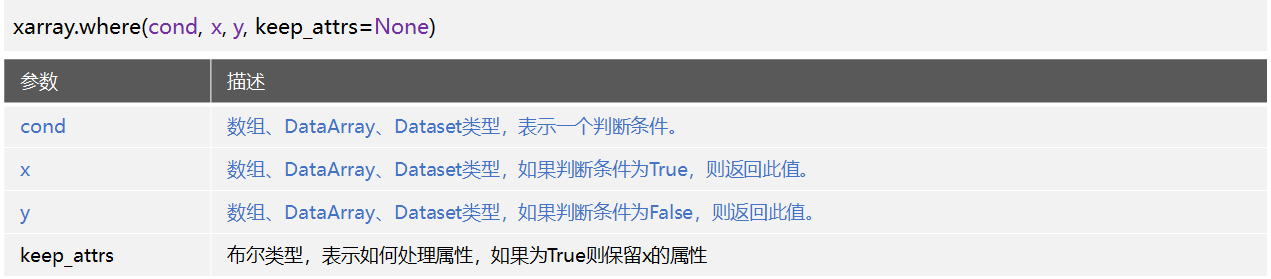 xarray.where(cond, x, y, keep_attrs=None)
参数 描述
cond 数组、DataArray、Dataset类型，表示一个判断条件。
x 数组、DataArray、Dataset类型，如果判断条件为True，则返回此值。
y 数组、DataArray、Dataset类型，如果判断条件为False，则返回此值。
keep_attrs 布尔类型，表示如何处理属性，如果为True则保留x的属性